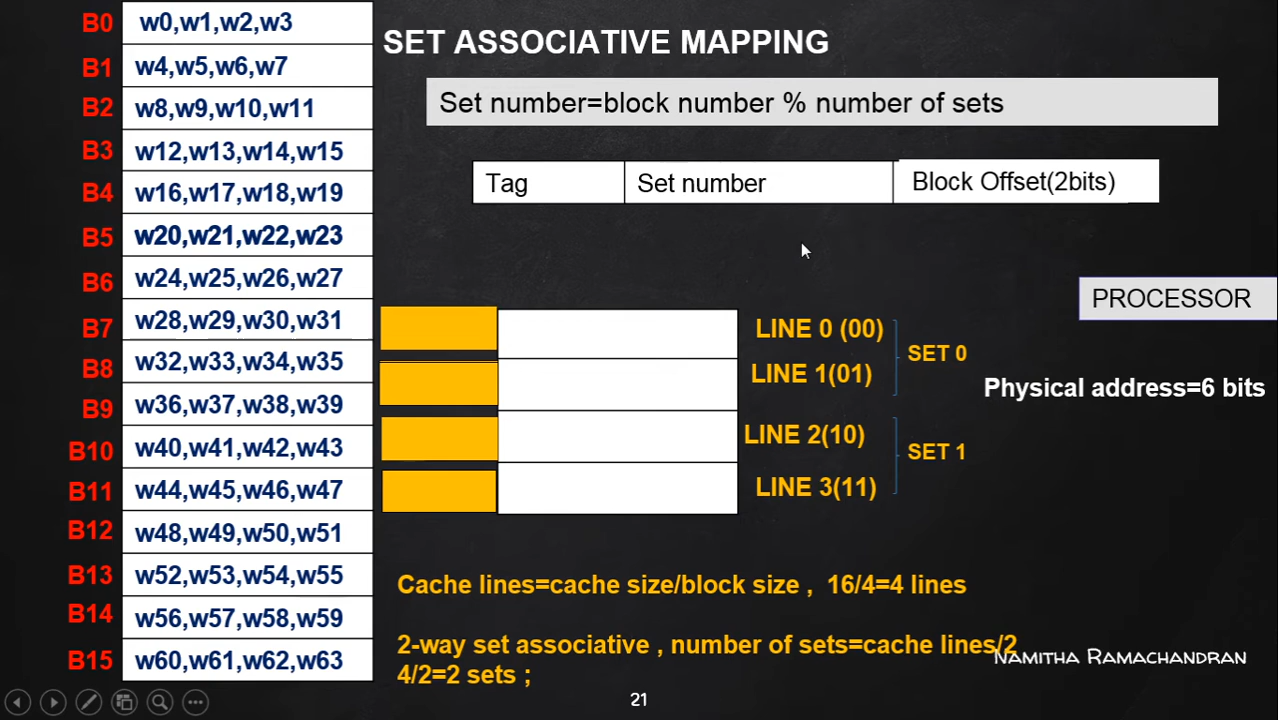 SET ASSOCIATIVE MAPPING
Set number=block number % number of sets
Tag Set number Block Offset(2bits)
B0 w0,w1,w2,w3
B1 w4,w5,w6,w7
B2 w8,w9,w10,w11
B3 w12,w13,w14,w15
B4 w16,w17,w18,w19
B5 w20,w21,w22,w23
B6 w24,w25,w26,w27
B7 w28,w29,w30,w31
B8 w32,w33,w34,w35
B9 w36,w37,w38,w39
B10 w40,w41,w42,w43
B11 w44,w45,w46,w47
B12 w48,w49,w50,w51
B13 w52,w53,w54,w55
B14 w56,w57,w58,w59
B15 w60,w61,w62,w63
LINE 0 (00)
LINE 1(01)
SET 0
LINE 2(10)
LINE 3(11)
SET 1
PROCESSOR
Physical address=6 bits
Cache lines=cache size/block size , 16/4=4 lines
2-way set associative , number of sets=cache lines/2
4/2=2 sets ;
NAMITHA RAMACHANDRAN
21